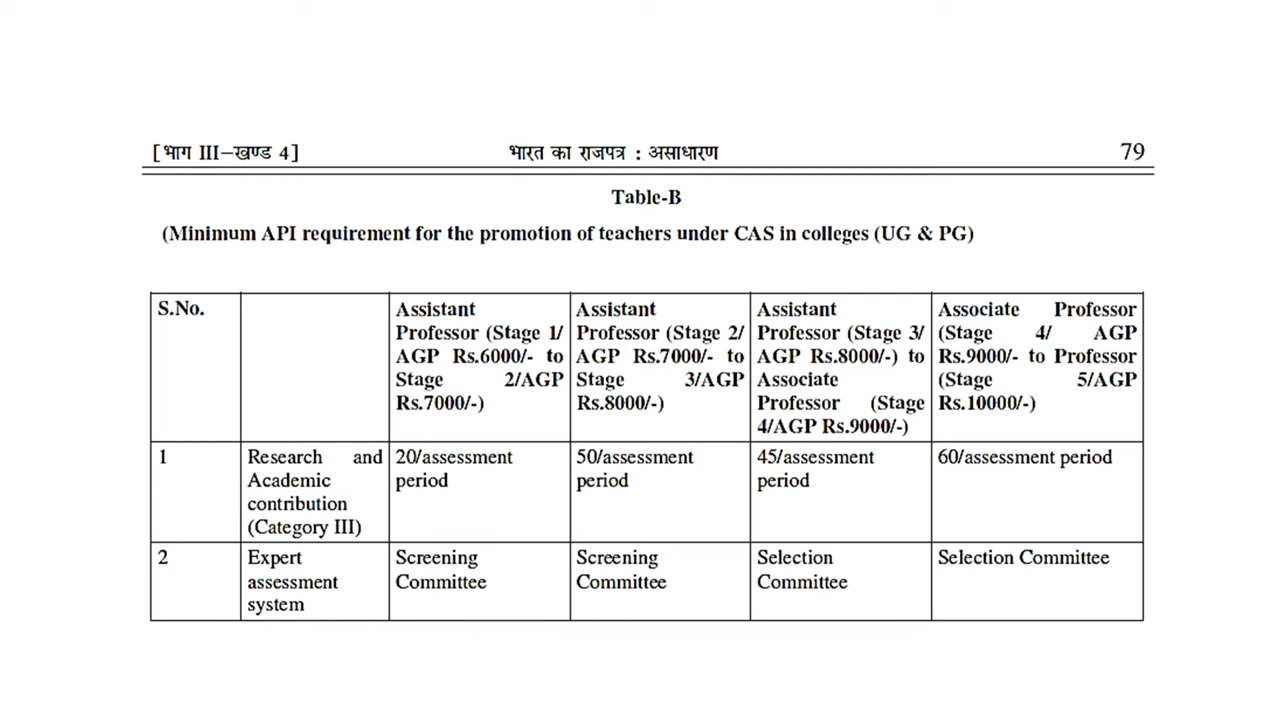 [भाग III—खण्ड 4] भारत का राजपत्र : असाधारण 79
Table-B
(Minimum API requirement for the promotion of teachers under CAS in colleges (UG & PG)
S.No.
Assistant
Professor (Stage 1/
AGP Rs.6000/- to
Stage 2/AGP
Rs.7000/-)
Assistant
Professor (Stage 2/
AGP Rs.7000/- to
Stage 3/AGP
Rs.8000/-)
Assistant
Professor (Stage 3/
AGP Rs.8000/-) to
Associate
Professor (Stage
4/AGP Rs.9000/-)
Associate Professor
(Stage 4/ AGP
Rs.9000/- to Professor
(Stage 5/AGP
Rs.10000/-)
1
Research and
Academic
contribution
(Category III)
20/assessment
period
50/assessment
period
45/assessment
period
60/assessment period
2
Expert
assessment
system
Screening
Committee
Screening
Committee
Selection
Committee
Selection Committee